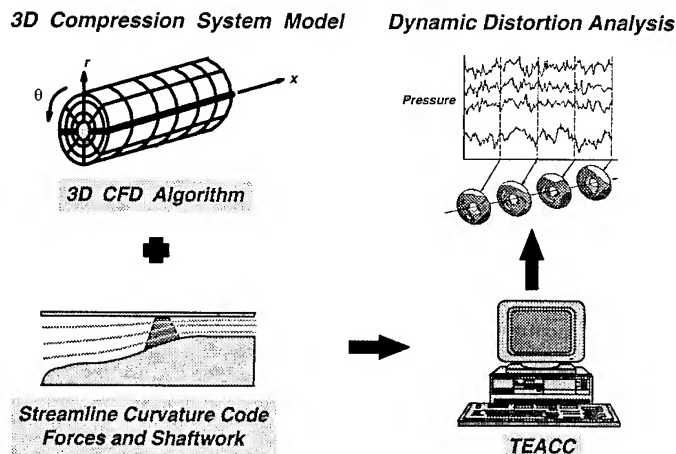 3D Compression System Model
r
θ
x
3D CFD Algorithm
Streamline Curvature Code
Forces and Shaftwork
Dynamic Distortion Analysis
Pressure
TEACC